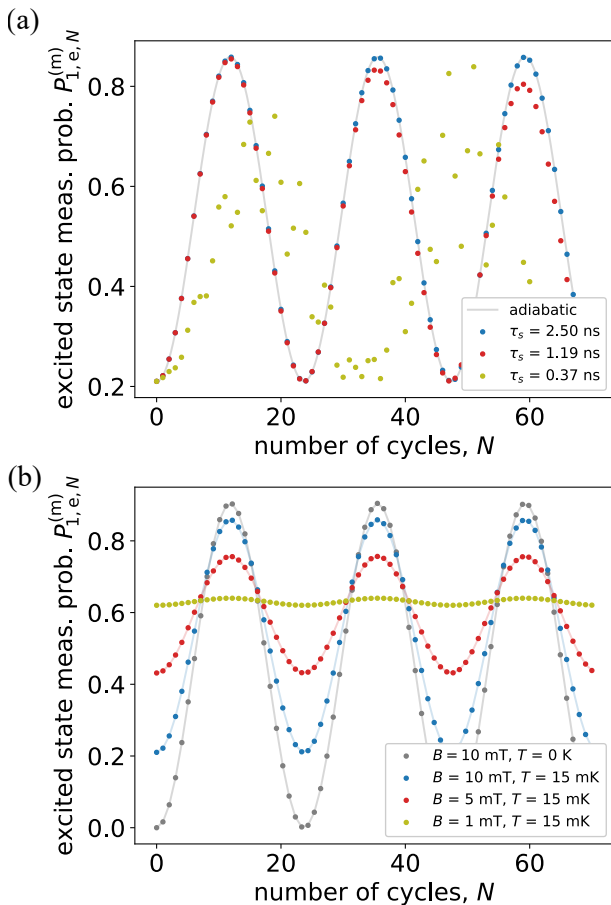 (a)
excited state meas. prob. P^{(m)}_{1, e, N}
0.8
0.6
0.4
0.2
0 20 40 60
number of cycles, N
adiabatic
τ_s = 2.50 ns
τ_s = 1.19 ns
τ_s = 0.37 ns
(b)
excited state meas. prob. P^{(m)}_{1, e, N}
0.8
0.6
0.4
0.2
0.0
0 20 40 60
number of cycles, N
B = 10 mT, T = 0 K
B = 10 mT, T = 15 mK
B = 5 mT, T = 15 mK
B = 1 mT, T = 15 mK